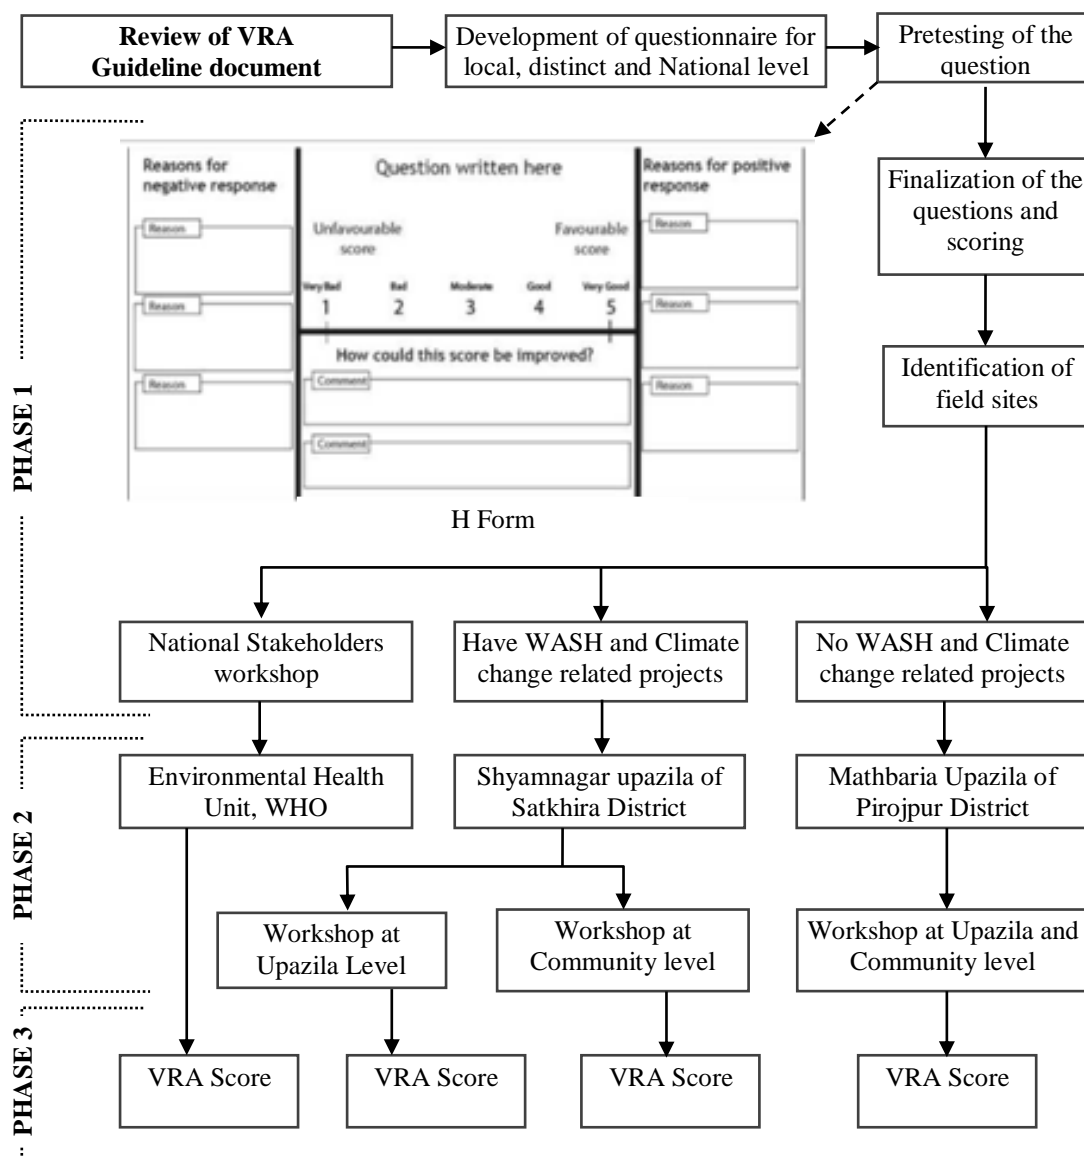 Review of VRA
Guideline document
Development of questionnaire for
local, distinct and National level
Pretesting of the
question
Finalization of the
questions and
scoring
Identification of
field sites
PHASE 1
Reasons for
negative response
Reason
Reason
Reason
Question written here
Unfavourable
score
Favourable
score
Very Bad
Bad
Moderate
Good
Very Good
1
2
3
4
5
How could this score be improved?
Comment
Comment
Reasons for positive
response
Reason
Reason
Reason
H Form
National Stakeholders
workshop
Have WASH and Climate
change related projects
No WASH and Climate
change related projects
PHASE 2
Environmental Health
Unit, WHO
Shyamnagar upazila of
Satkhira District
Mathbaria Upazila of
Pirojpur District
Workshop at
Upazila Level
Workshop at
Community level
Workshop at Upazila and
Community level
PHASE 3
VRA Score
VRA Score
VRA Score
VRA Score